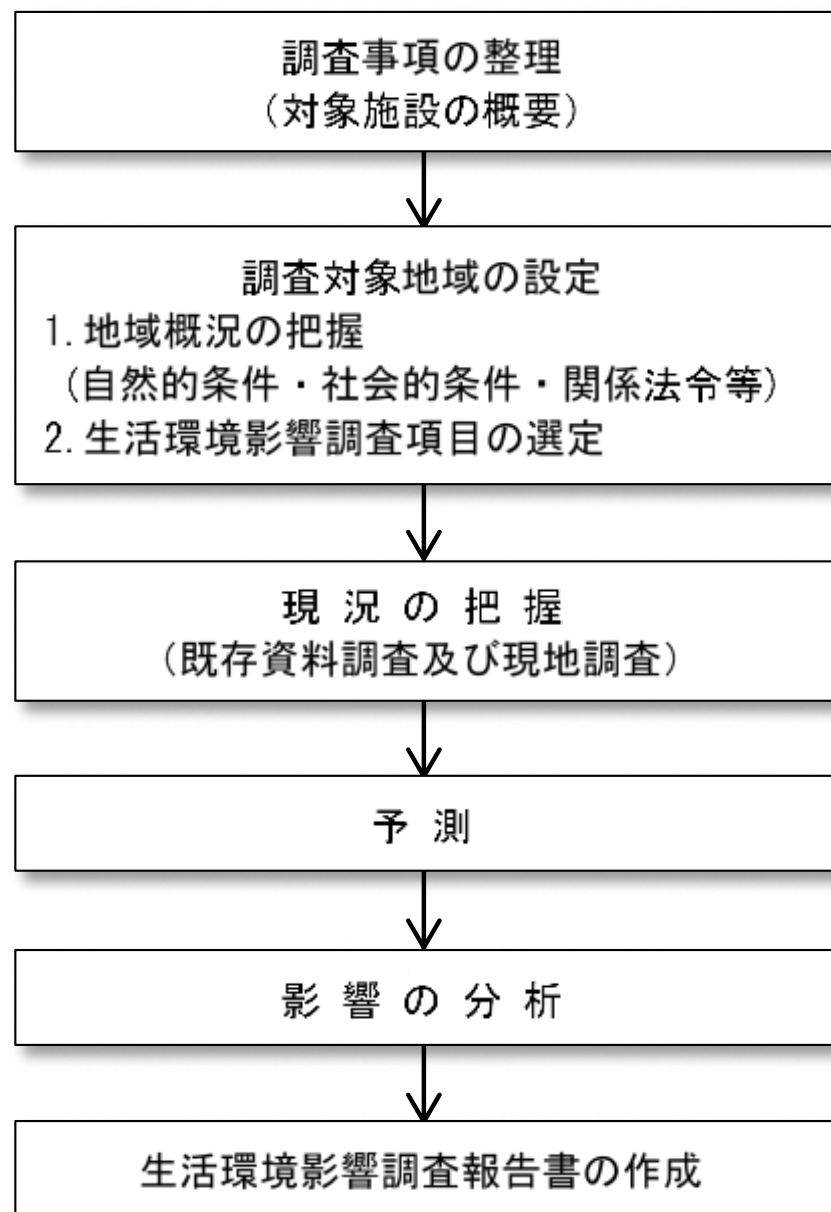 調査事項の整理
（対象施設の概要）
調査対象地域の設定
1. 地域概況の把握
（自然的条件・社会的条件・関係法令等）
2. 生活環境影響調査項目の選定
現 況 の 把 握
（既存資料調査及び現地調査）
予 測
影 響 の 分 析
生活環境影響調査報告書の作成